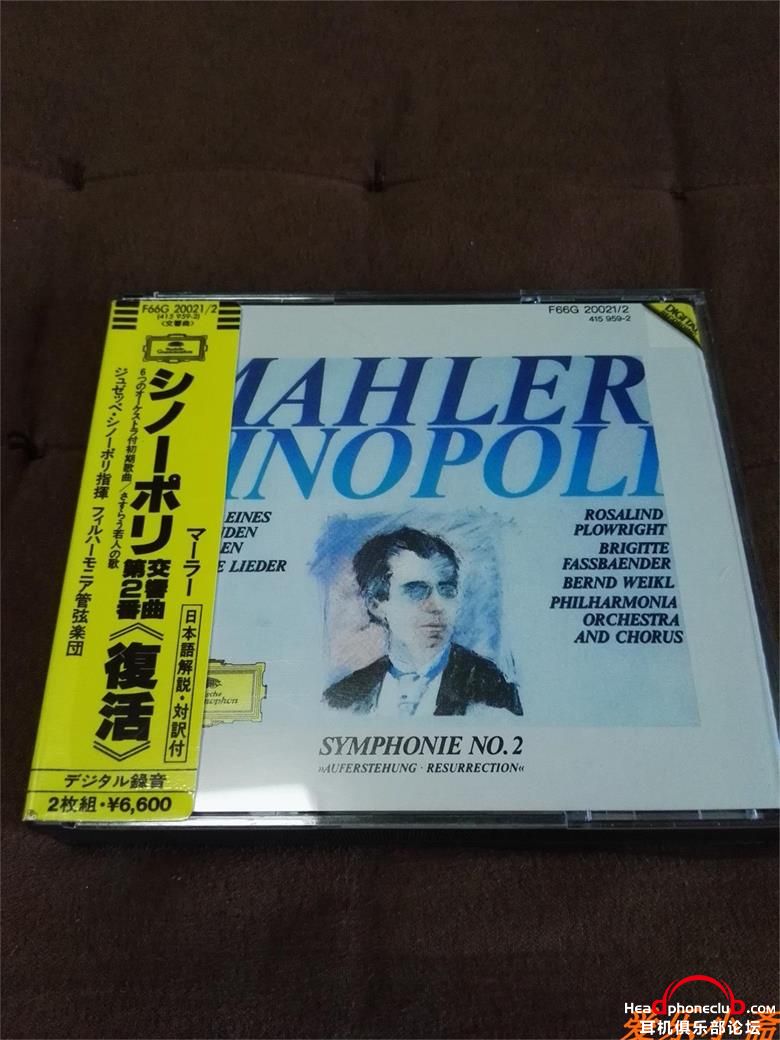 F66G 20021/2
(415 959-2)
〈交響曲〉
マーラー
シノーポリ 交響曲第2番《復活》
6つのオーケストラ付初期歌曲/さすらう若人の歌
ジュゼッペ・シノーポリ指揮 フィルハーモニア管弦楽団
日本語解説・対訳付
デジタル録音
2枚組・¥6,600
F66G 20021/2
415 959-2
DIGITAL
MAHLER
INOPOLI
EINES
DEN
EN
E LIEDER
ROSALIND
PLOWRIGHT
BRIGITTE
FASSBAENDER
BERND WEIKL
PHILHARMONIA
ORCHESTRA
AND CHORUS
SYMPHONIE NO. 2
»AUFERSTEHUNG · RESURRECTION«
Headphoneclub.com
耳机俱乐部论坛